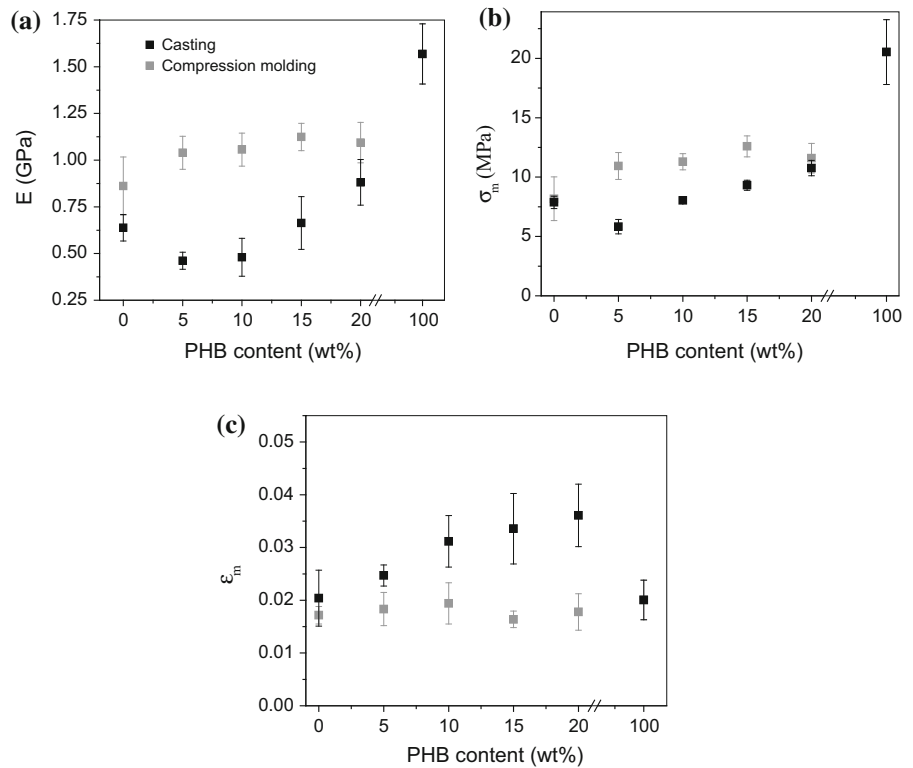 (a)
1.75
1.50
1.25
1.00
0.75
0.50
0.25
E (GPa)
Casting
Compression molding
0 5 10 15 20 100
PHB content (wt%)
(b)
20
15
10
5
0
σm (MPa)
0 5 10 15 20 100
PHB content (wt%)
(c)
0.05
0.04
0.03
0.02
0.01
0.00
εm
0 5 10 15 20 100
PHB content (wt%)